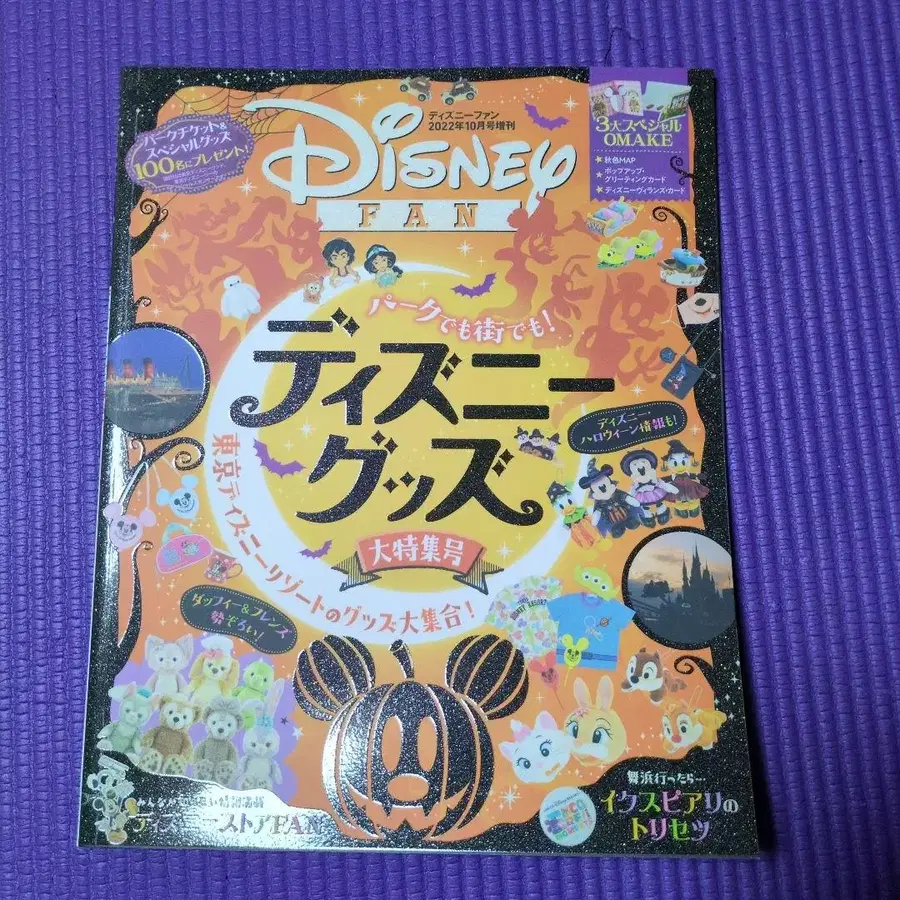 ディズニーファン
2022年10月号増刊
DISNEY
FAN
パークチケット&
スペシャルグッズ
100名にプレゼント!
3大スペシャル
OMAKE
★秋色MAP
★ポップアップ・
グリーティングカード
★ディズニーヴィランズ・カード
パークでも街でも!
ディズニー
グッズ
大特集号
東京ディズニーリゾートのグッズ大集合!
ディズニー・
ハロウィーン情報も!
ダッフィー&フレンズ
勢ぞろい!
ディズニーストアFAN
舞浜行ったら…
イクスピアリの
トリセツ